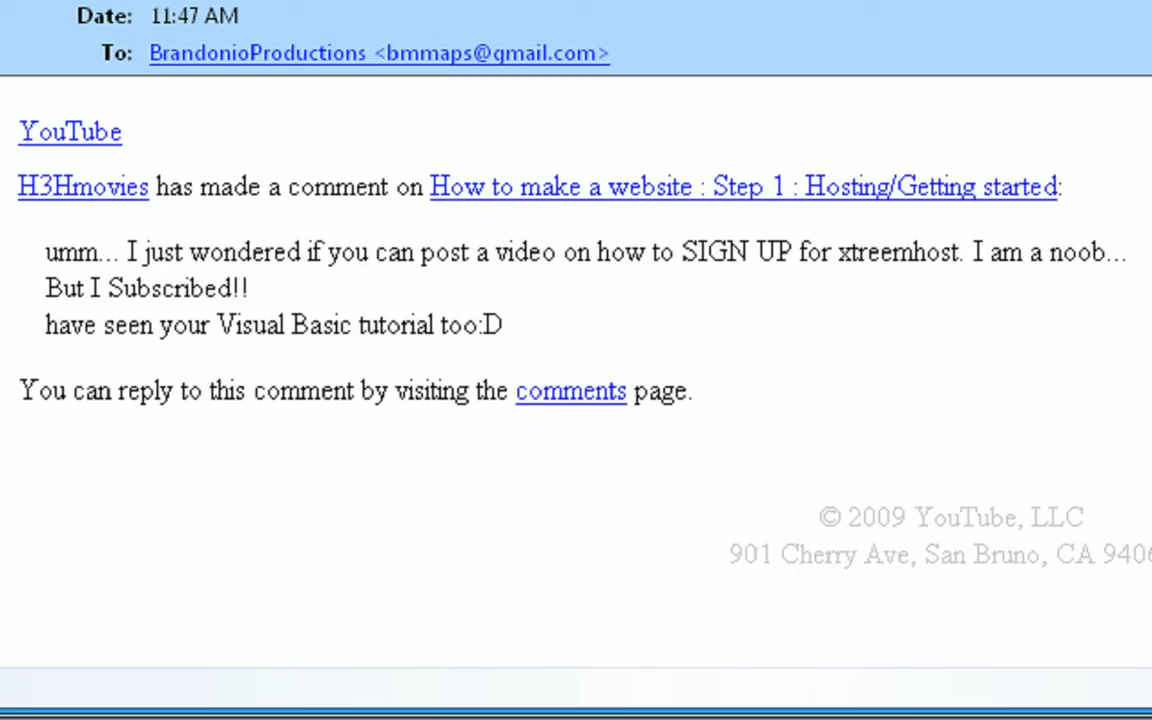 Date: 11:47 AM
To: BrandonioProductions <bmmaps@gmail.com>
YouTube
H3Hmovies has made a comment on How to make a website : Step 1 : Hosting/Getting started:
umm... I just wondered if you can post a video on how to SIGN UP for xtreemhost. I am a noob...
But I Subscribed!!
have seen your Visual Basic tutorial too:D
You can reply to this comment by visiting the comments page.
© 2009 YouTube, LLC
901 Cherry Ave, San Bruno, CA